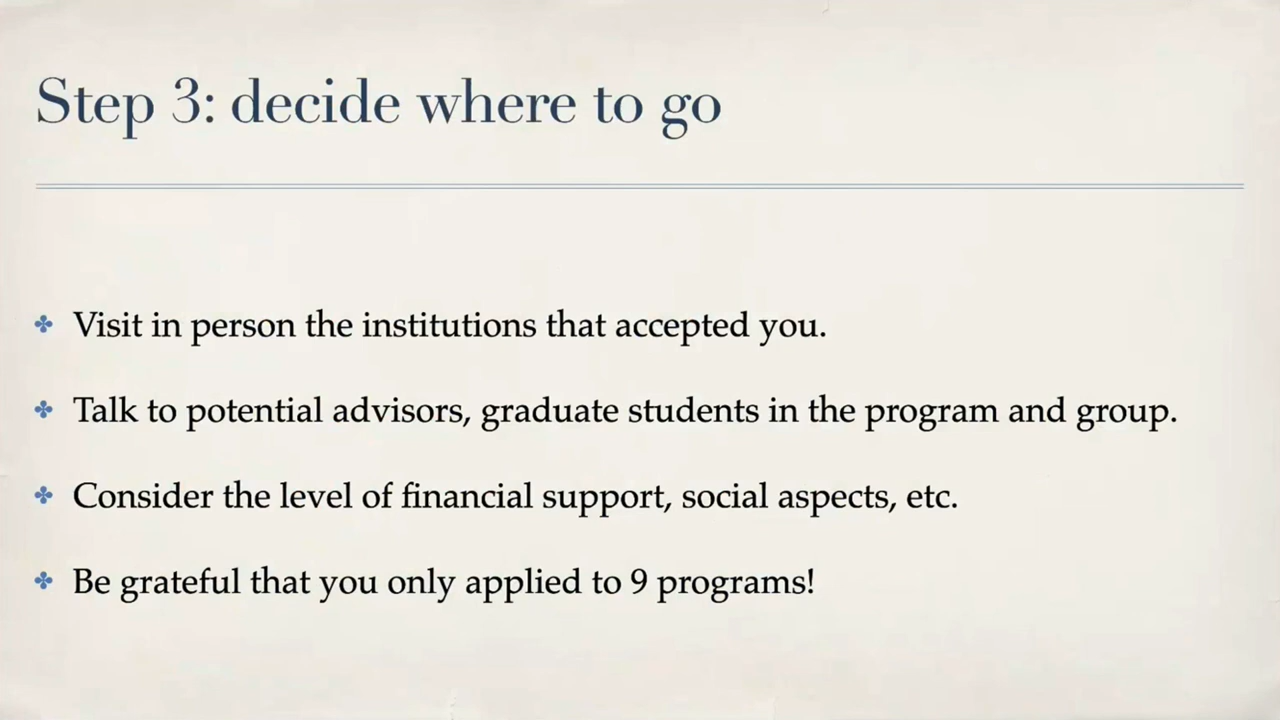 Step 3: decide where to go
Visit in person the institutions that accepted you.
Talk to potential advisors, graduate students in the program and group.
Consider the level of financial support, social aspects, etc.
Be grateful that you only applied to 9 programs!